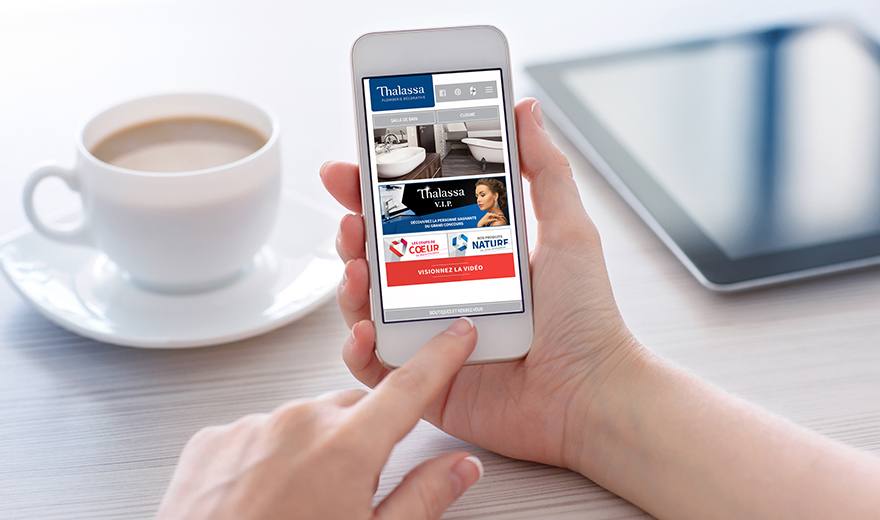 Thalassa
PLOMBERIE DÉCORATIVE
SALLE DE BAIN
CUISINE
Thalassa
V.I.P.
DÉCOUVREZ LA PERSONNE GAGNANTE
DU GRAND CONCOURS
LES COUPS DE
CŒUR
NOS PRODUITS
NATURE
VISIONNEZ LA VIDÉO
BOUTIQUES ET RENDEZ-VOUS